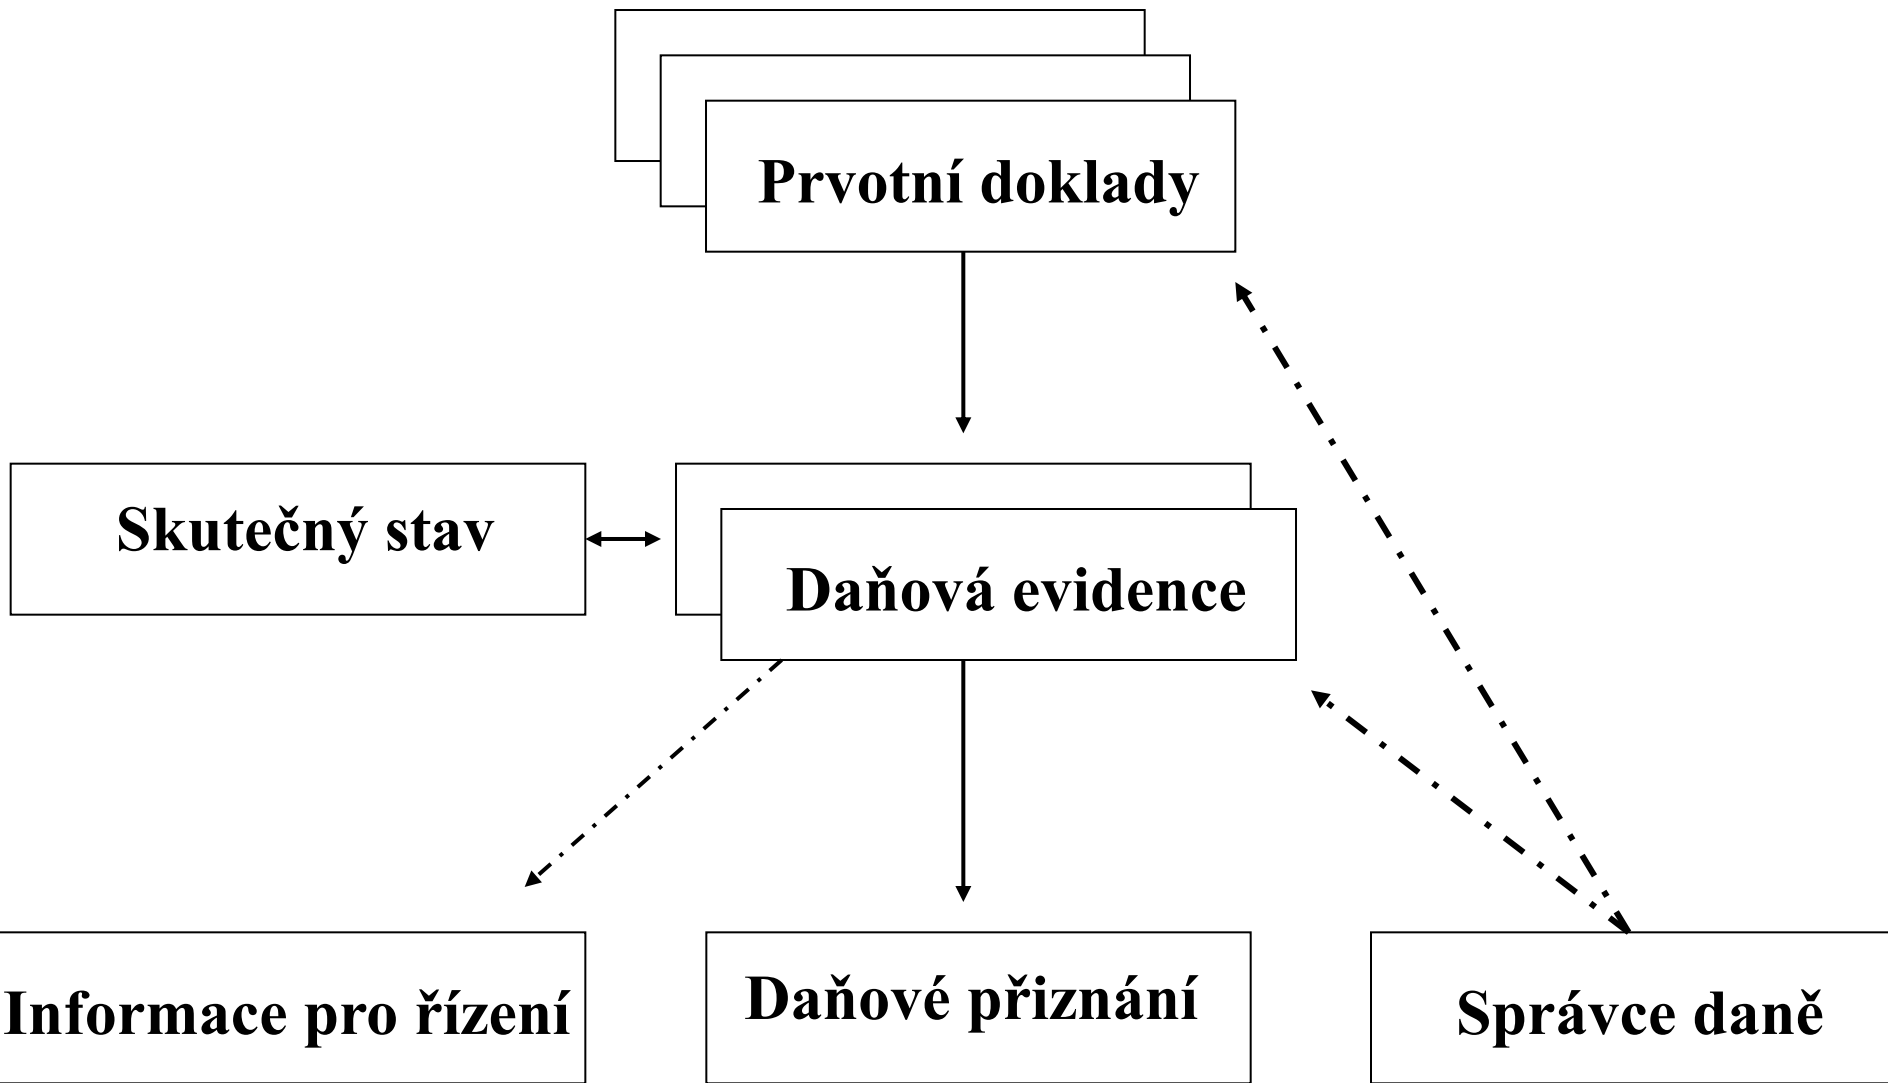 Prvotní doklady
Skutečný stav
Daňová evidence
Informace pro řízení
Daňové přiznání
Správce daně